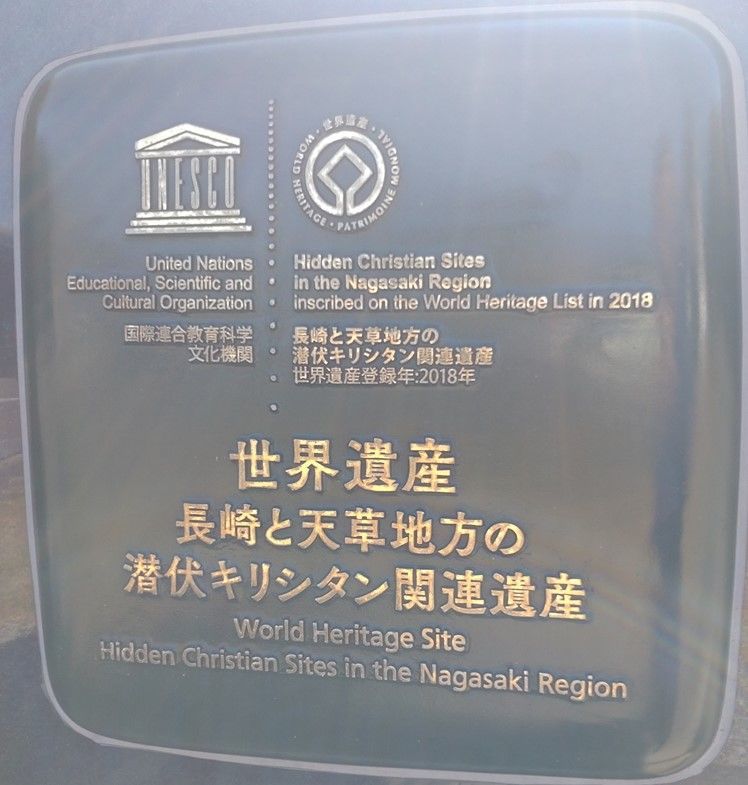 UNESCO
United Nations
Educational, Scientific and
Cultural Organization
国際連合教育科学
文化機関
世界遺産・WORLD HERITAGE・PATRIMOINE MONDIAL・
Hidden Christian Sites
in the Nagasaki Region
inscribed on the World Heritage List in 2018
長崎と天草地方の
潜伏キリシタン関連遺産
世界遺産登録年:2018年
世界遺産
長崎と天草地方の
潜伏キリシタン関連遺産
World Heritage Site
Hidden Christian Sites in the Nagasaki Region